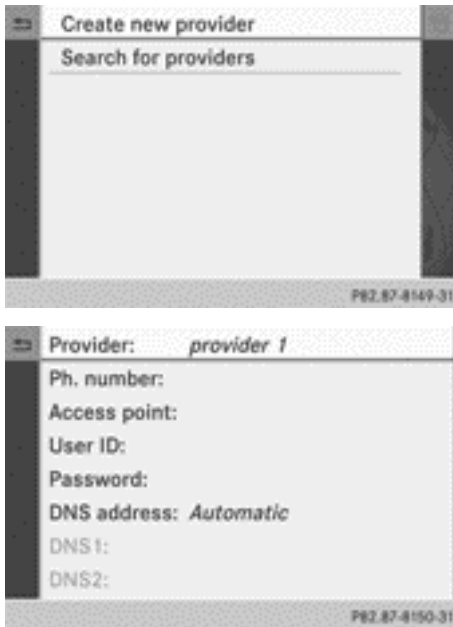 Create new provider
Search for providers
P82.87-8149-31
Provider: provider 1
Ph. number:
Access point:
User ID:
Password:
DNS address: Automatic
DNS1:
DNS2:
P82.87-8150-31